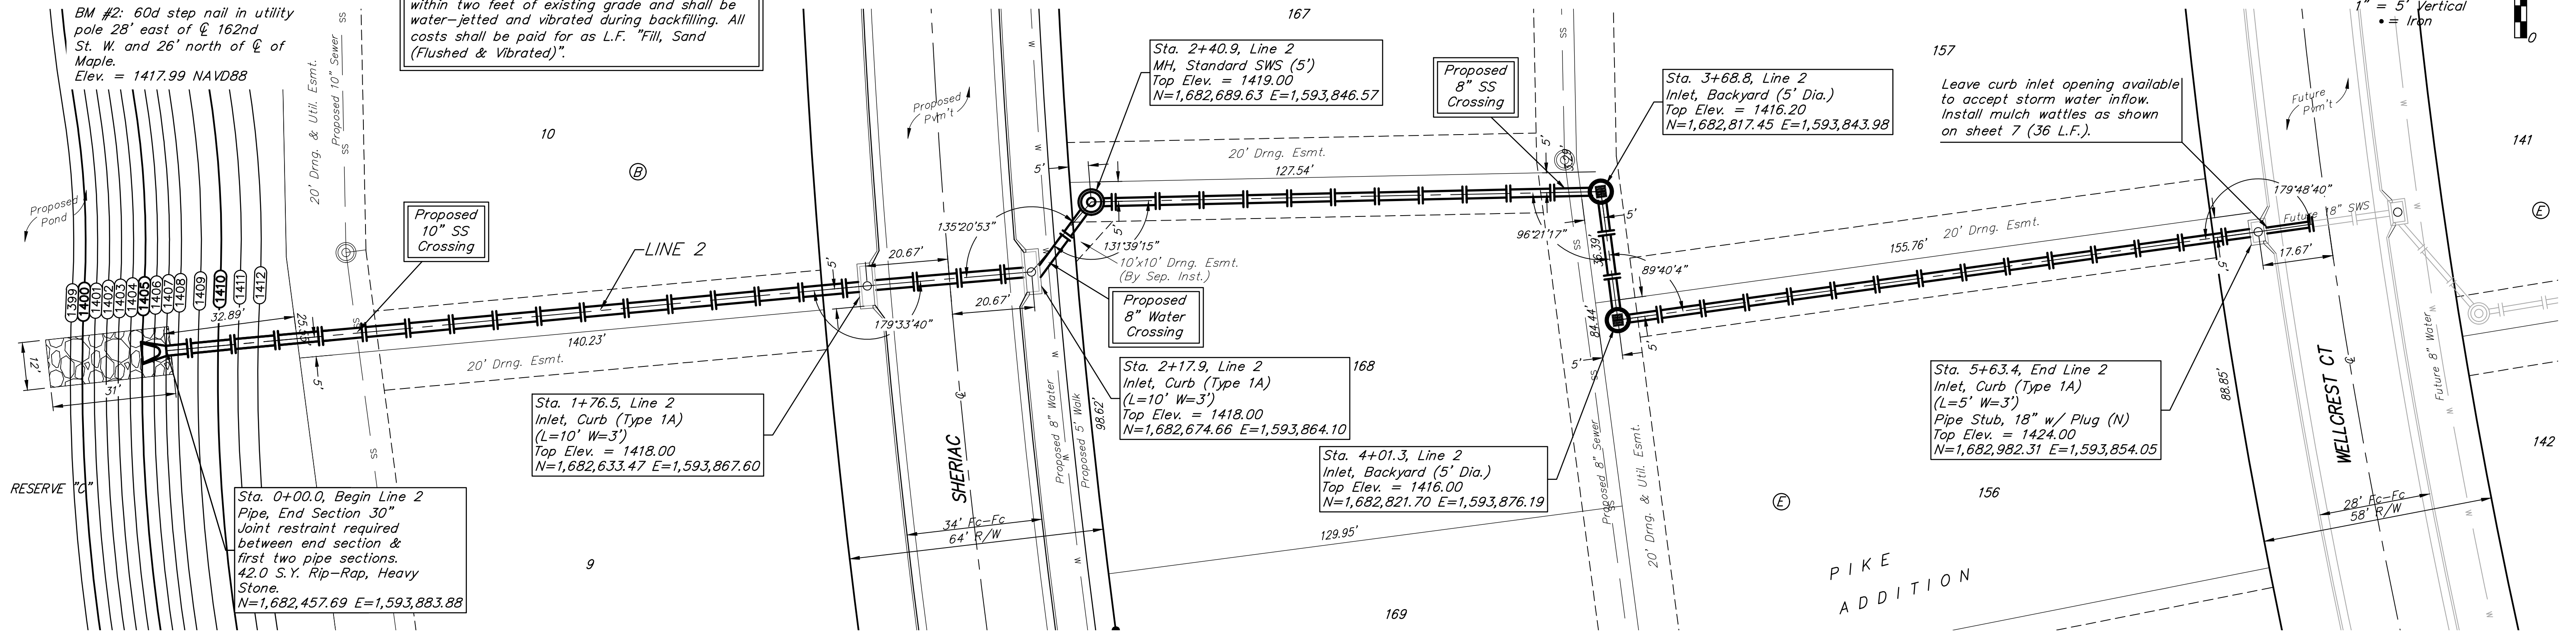 BM #2: 60d step nail in utility
pole 28' east of ℄ 162nd
St. W. and 26' north of ℄ of
Maple.
Elev. = 1417.99 NAVD88
within two feet of existing grade and shall be
water-jetted and vibrated during backfilling. All
costs shall be paid for as L.F. "Fill, Sand
(Flushed & Vibrated)".
20' Drng. & Util. Esmt.
Proposed 10" Sewer
SS
Proposed
Pond
1399
1400
1401
1402
1403
1404
1405
1406
1407
1408
1409
1410
1411
1412
32.89'
12'
31'
5'
RESERVE "C"
Proposed
10" SS
Crossing
LINE 2
10
B
9
140.23'
20' Drng. Esmt.
Sta. 0+00.0, Begin Line 2
Pipe, End Section 30"
Joint restraint required
between end section &
first two pipe sections.
42.0 S.Y. Rip-Rap, Heavy
Stone.
N=1,682,457.69 E=1,593,883.88
Sta. 1+76.5, Line 2
Inlet, Curb (Type 1A)
(L=10' W=3')
Top Elev. = 1418.00
N=1,682,633.47 E=1,593,867.60
Proposed
Pvm't
20.67'
5'
179°33'40"
135°20'53"
20.67'
SHERIAC
℄
34' Fc-Fc
64' R/W
Proposed 8" Water
Proposed 5' Walk
W
98.62'
Sta. 2+40.9, Line 2
MH, Standard SWS (5')
Top Elev. = 1419.00
N=1,682,689.63 E=1,593,846.57
167
5'
20' Drng. Esmt.
127.54'
5'
131°39'15"
10'x10' Drng. Esmt.
(By Sep. Inst.)
Proposed
8" Water
Crossing
Sta. 2+17.9, Line 2
Inlet, Curb (Type 1A)
(L=10' W=3')
Top Elev. = 1418.00
N=1,682,674.66 E=1,593,864.10
168
129.95'
169
Proposed
8" SS
Crossing
Sta. 3+68.8, Line 2
Inlet, Backyard (5' Dia.)
Top Elev. = 1416.20
N=1,682,817.45 E=1,593,843.98
5'
96°21'17"
5'
36.39'
89°40'4"
84.44'
5'
5'
Sta. 4+01.3, Line 2
Inlet, Backyard (5' Dia.)
Top Elev. = 1416.00
N=1,682,821.70 E=1,593,876.19
Proposed 8" Sewer
20' Drng. & Util. Esmt.
SS
157
Leave curb inlet opening available
to accept storm water inflow.
Install mulch wattles as shown
on sheet 7 (36 L.F.).
155.76'
20' Drng. Esmt.
Sta. 5+63.4, End Line 2
Inlet, Curb (Type 1A)
(L=5' W=3')
Pipe Stub, 18" w/ Plug (N)
Top Elev. = 1424.00
N=1,682,982.31 E=1,593,854.05
E
156
PIKE
ADDITION
1" = 5' Vertical
• = Iron
0
Future
Pvm't
179°48'40"
Future 18" SWS
5'
17.67'
88.85'
WELLCREST CT
℄
Future 8" Water
W
28' Fc-Fc
58' R/W
141
E
142